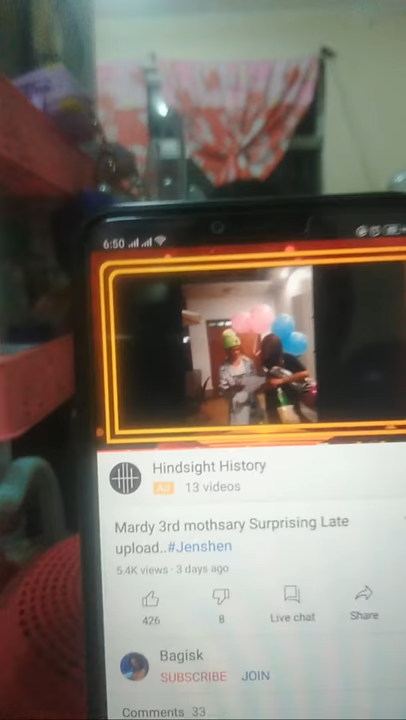 6:50
Hindsight History
Ad 13 videos
Mardy 3rd mothsary Surprising Late
upload..#Jenshen
5.4K views · 3 days ago
426 8 Live chat Share
Bagisk
SUBSCRIBE JOIN
Comments 33